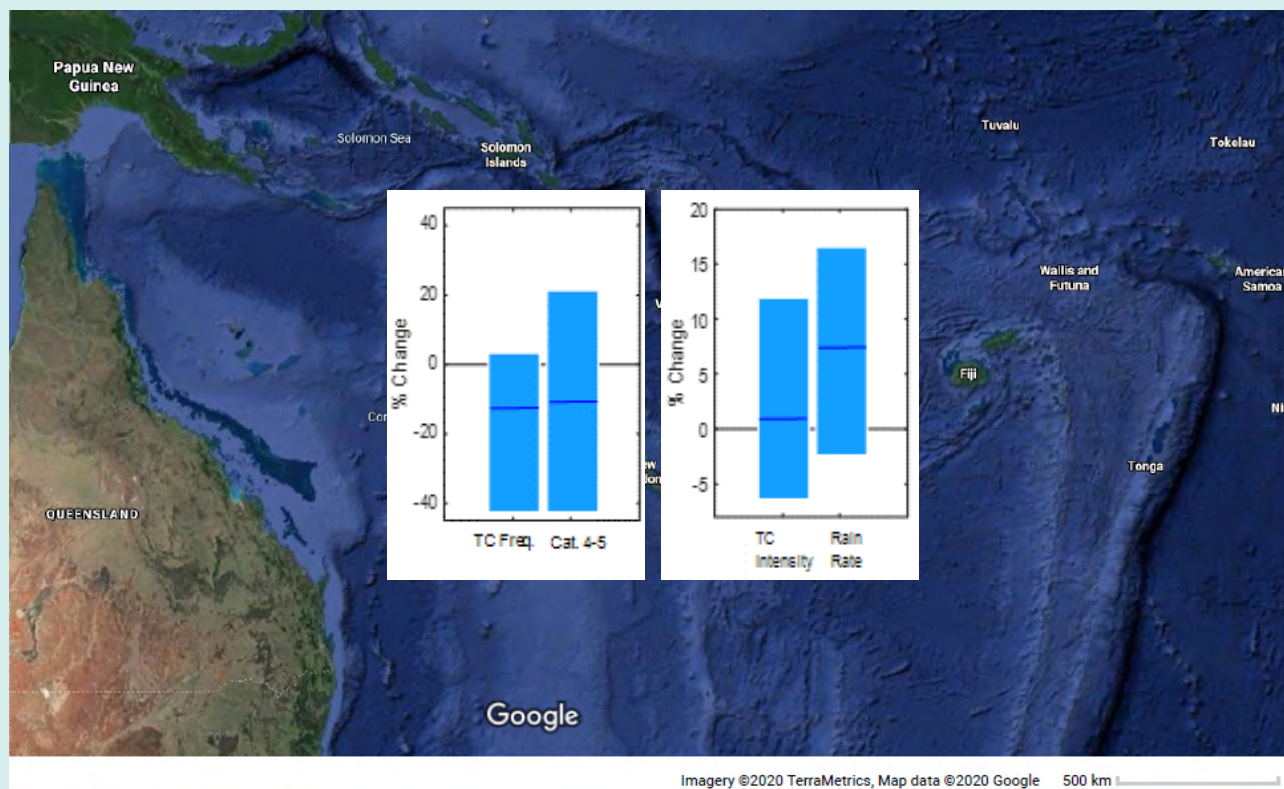 Papua New
Guinea
Solomon Sea
Solomon
Islands
Tuvalu
Tokelau
Wallis and
Futuna
American
Samoa
Fiji
Tonga
QUEENSLAND
% Change
40
20
0
-20
-40
TC Freq.
Cat. 4-5
% Change
20
15
10
5
0
-5
TC
Intensity
Rain
Rate
Google
Imagery ©2020 TerraMetrics, Map data ©2020 Google 500 km